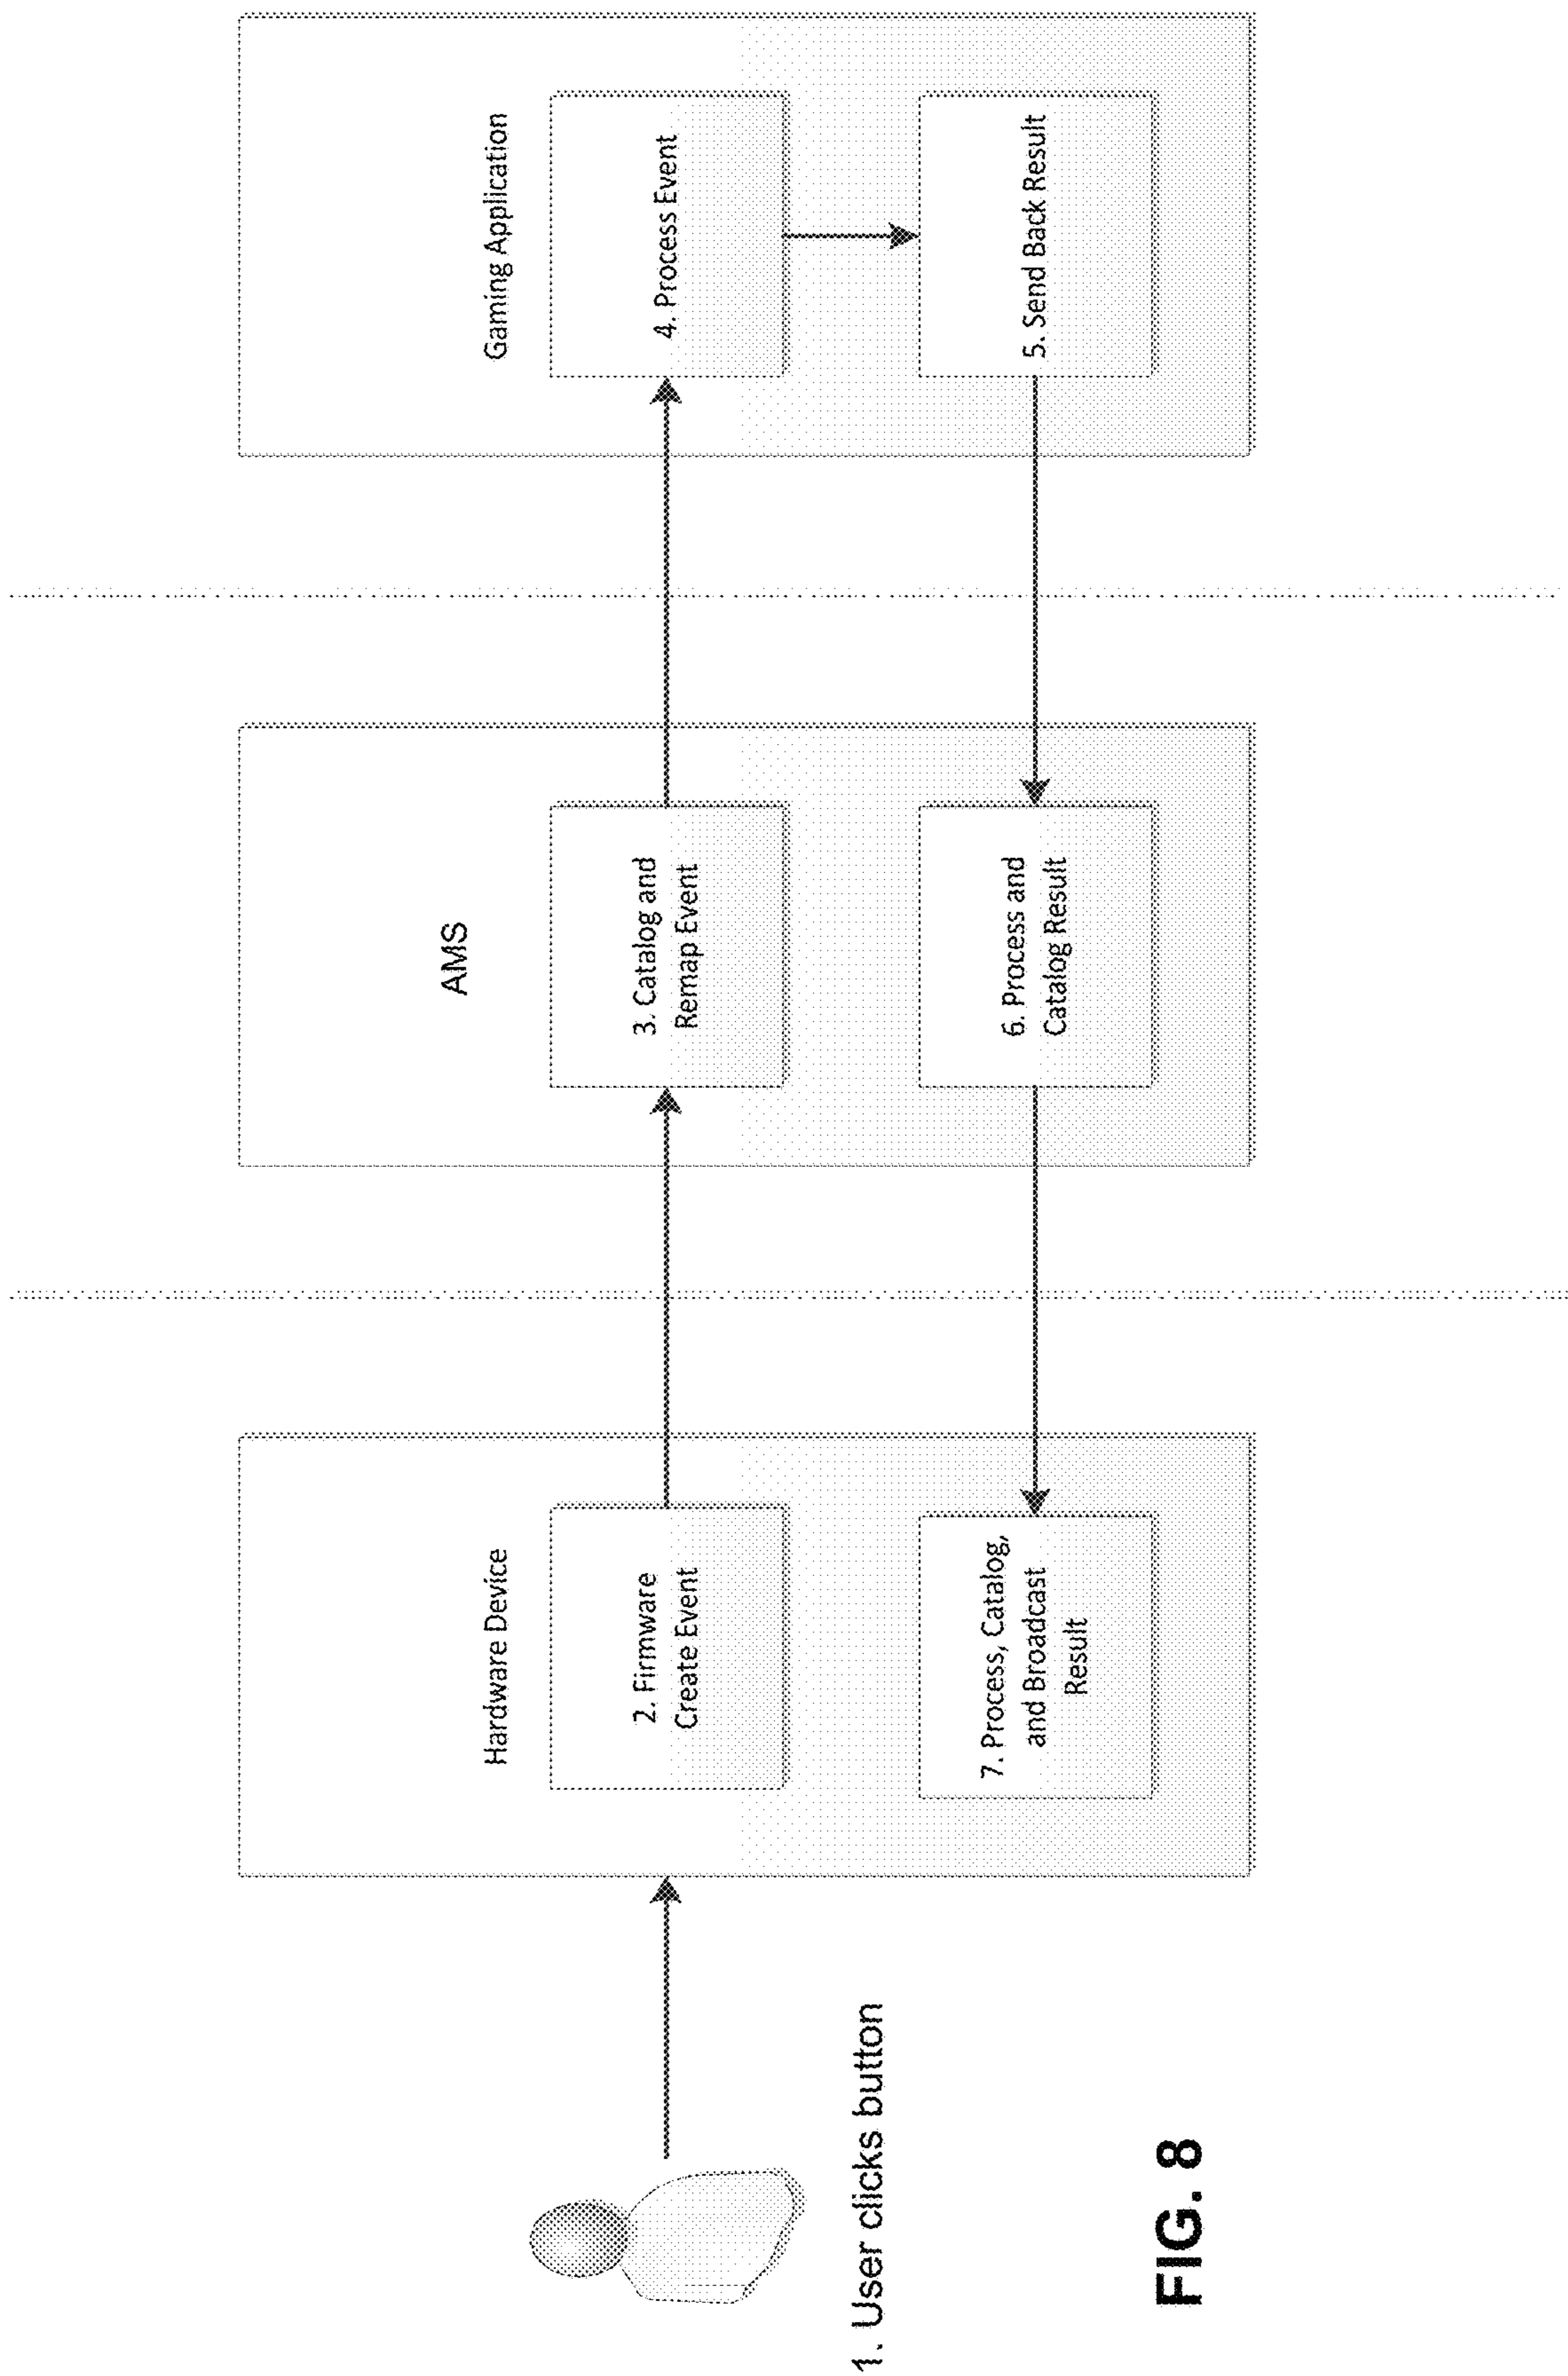 1. User clicks button
Hardware Device
2. Firmware
Create Event
7. Process, Catalog,
and Broadcast
Result
AMS
3. Catalog and
Remap Event
6. Process and
Catalog Result
Gaming Application
4. Process Event
5. Send Back Result
FIG. 8